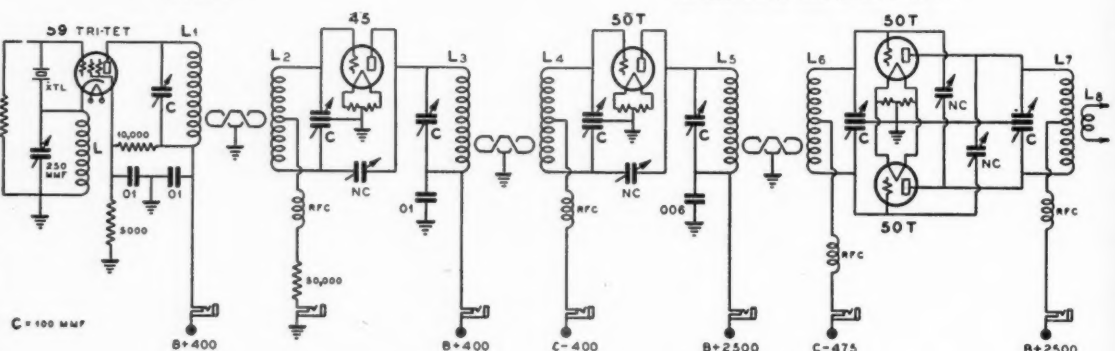 59 TRI-TET
45
50T
50T
L1
L2
L3
L4
L5
L6
L7
L8
XTL
C
10,000
L
250
MMF
C
C
C
C
C
C
NC
NC
NC
NC
01
01
5000
RFC
01
RFC
006
50T
RFC
RFC
50,000
C = 100 MMF
B+400
B+400
C-400
B+2500
C-475
B+2500